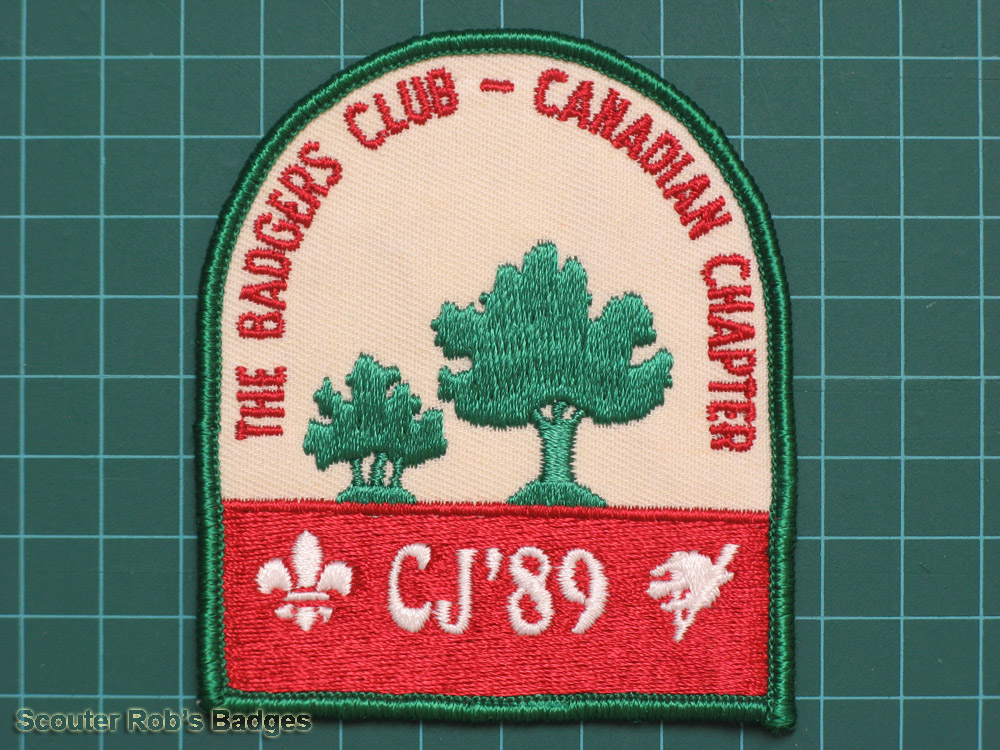 THE BADGERS CLUB - CANADIAN CHAPTER
CJ'89
Scouter Rob's Badges